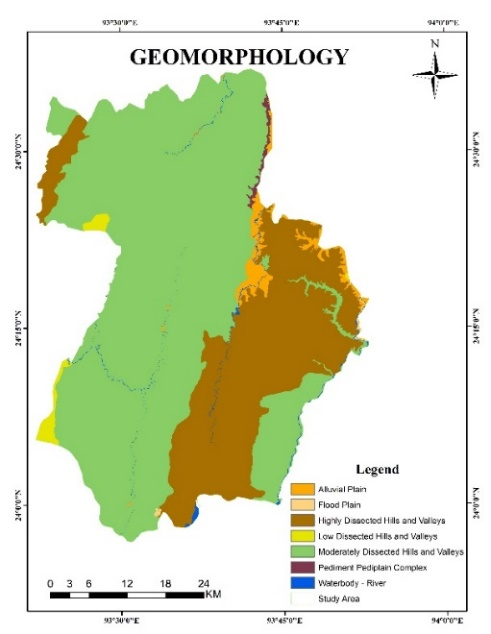 93°30'0"E 93°45'0"E 94°0'0"E
GEOMORPHOLOGY
N
24°30'0"N 24°30'0"N
24°15'0"N 24°15'0"N
24°0'0"N 24°0'0"N
Legend
Alluvial Plain
Flood Plain
Highly Dissected Hills and Valleys
Low Dissected Hills and Valleys
Moderately Dissected Hills and Valleys
Pediment Pediplain Complex
Waterbody - River
Study Area
0 3 6 12 18 24
KM
93°30'0"E 93°45'0"E 94°0'0"E